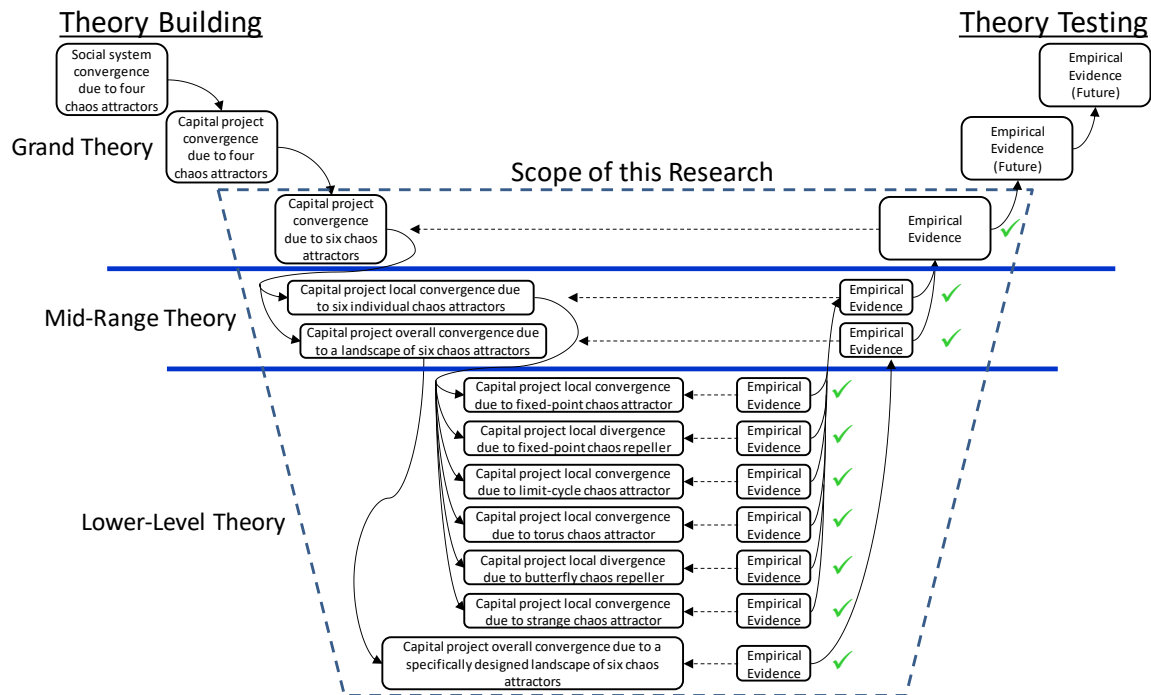 Theory Building
Theory Testing
Social system
convergence
due to four
chaos attractors
Empirical
Evidence
(Future)
Grand Theory
Capital project
convergence
due to four
chaos attractors
Empirical
Evidence
(Future)
Scope of this Research
Capital project
convergence
due to six chaos
attractors
Empirical
Evidence
Mid-Range Theory
Capital project local convergence due
to six individual chaos attractors
Empirical
Evidence
Capital project overall convergence due
to a landscape of six chaos attractors
Empirical
Evidence
Lower-Level Theory
Capital project local convergence
due to fixed-point chaos attractor
Empirical
Evidence
Capital project local divergence
due to fixed-point chaos repeller
Empirical
Evidence
Capital project local convergence
due to limit-cycle chaos attractor
Empirical
Evidence
Capital project local convergence
due to torus chaos attractor
Empirical
Evidence
Capital project local divergence
due to butterfly chaos repeller
Empirical
Evidence
Capital project local convergence
due to strange chaos attractor
Empirical
Evidence
Capital project overall convergence due to a
specifically designed landscape of six chaos
attractors
Empirical
Evidence